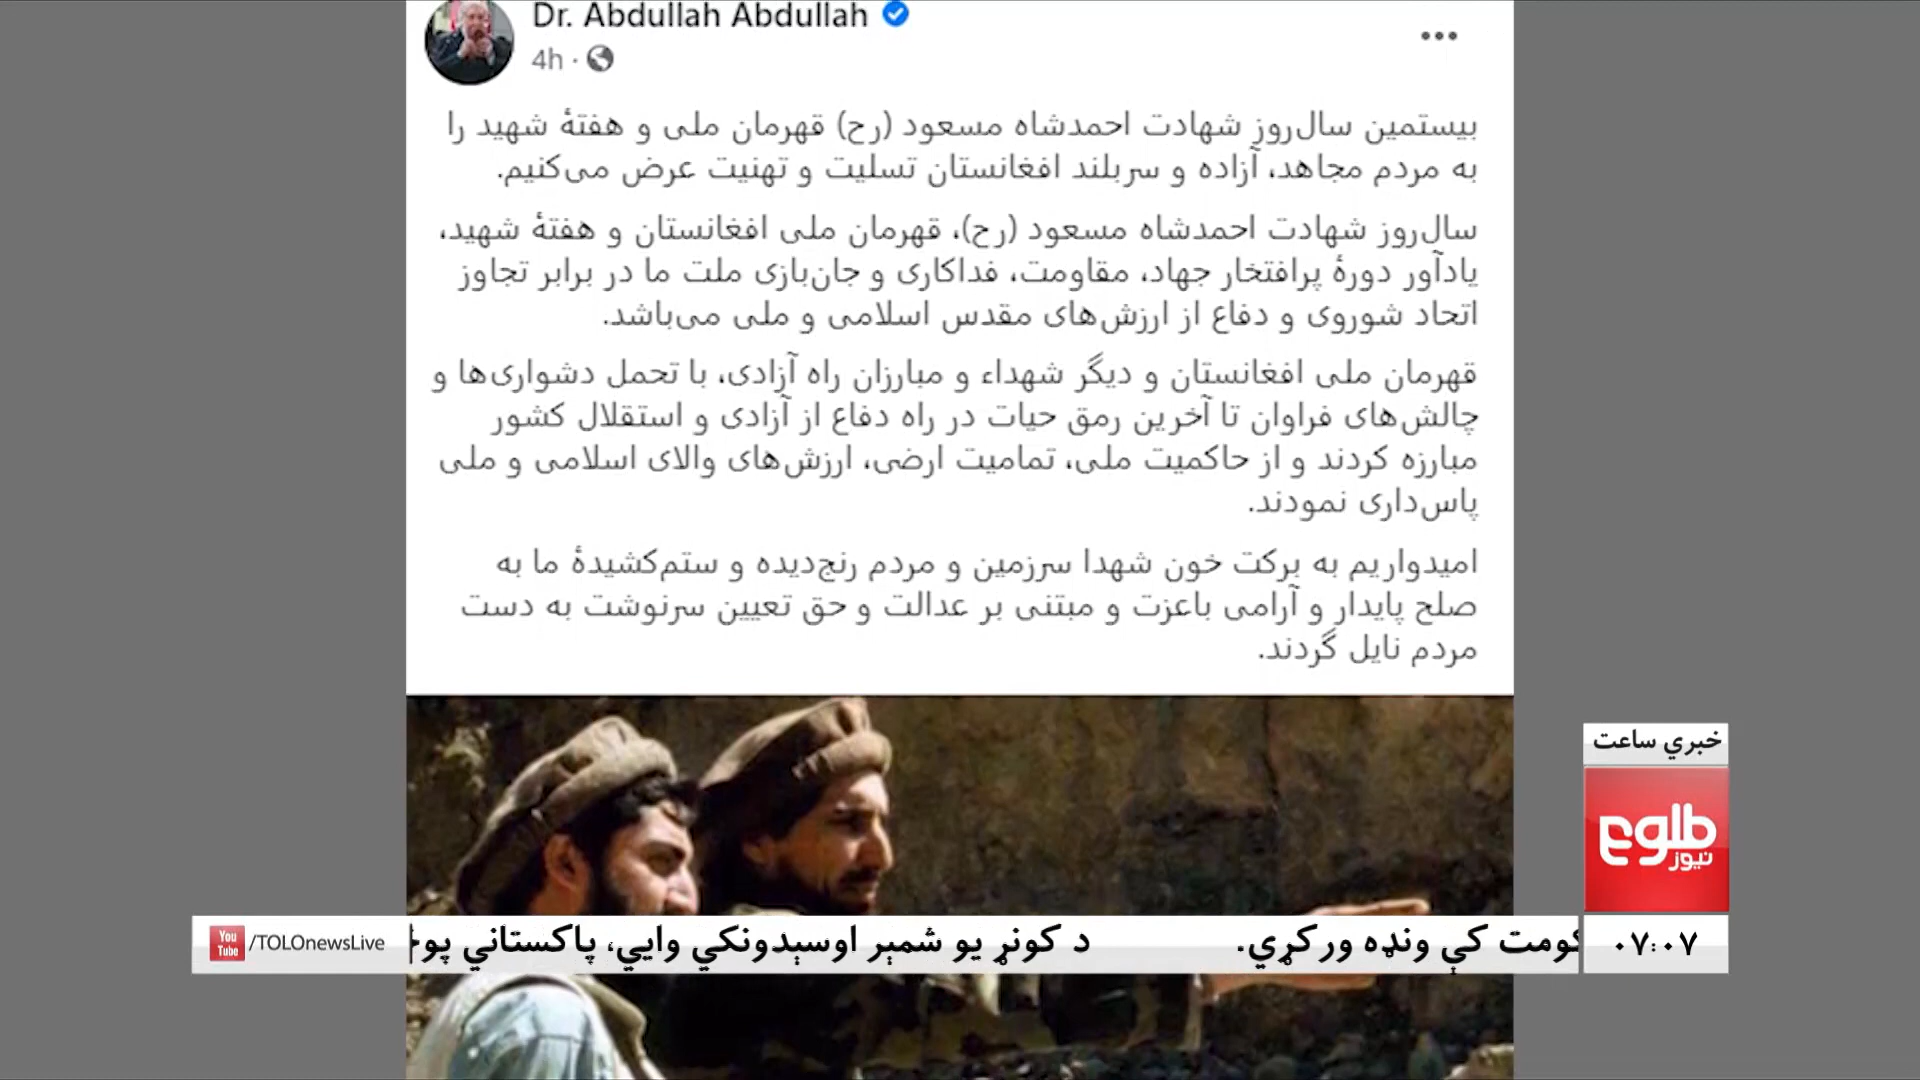 Dr. Abdullah Abdullah
4h ·
بیستمین سال‌روز شهادت احمدشاه مسعود (رح) قهرمان ملی و هفتهٔ شهید را
به مردم مجاهد، آزاده و سربلند افغانستان تسلیت و تهنیت عرض می‌کنیم.
سال‌روز شهادت احمدشاه مسعود (رح)، قهرمان ملی افغانستان و هفتهٔ شهید،
یادآور دورهٔ پرافتخار جهاد، مقاومت، فداکاری و جان‌بازی ملت ما در برابر تجاوز
اتحاد شوروی و دفاع از ارزش‌های مقدس اسلامی و ملی می‌باشد.
قهرمان ملی افغانستان و دیگر شهداء و مبارزان راه آزادی، با تحمل دشواری‌ها و
چالش‌های فراوان تا آخرین رمق حیات در راه دفاع از آزادی و استقلال کشور
مبارزه کردند و از حاکمیت ملی، تمامیت ارضی، ارزش‌های والای اسلامی و ملی
پاس‌داری نمودند.
امیدواریم به برکت خون شهدا سرزمین و مردم رنج‌دیده و ستم‌کشیدهٔ ما به
صلح پایدار و آرامی باعزت و مبتنی بر عدالت و حق تعیین سرنوشت به دست
مردم نایل گردند.
خبري ساعت
طلوع
نیوز
۰۷:۰۷
کومت کې ونډه ورکړي. د کونړ یو شمېر اوسېدونکي وايي، پاکستاني
You Tube /TOLOnewsLive